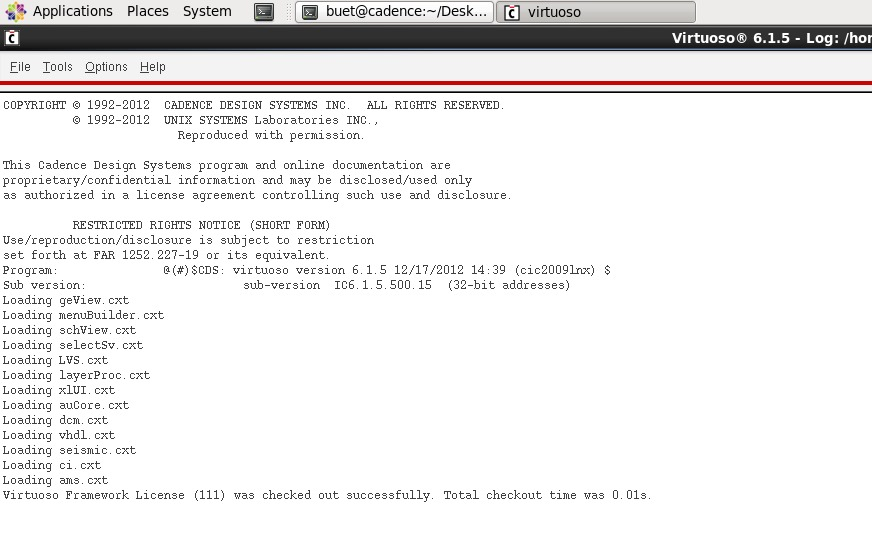 Applications Places System buet@cadence:~/Desk... virtuoso
Virtuoso® 6.1.5 - Log: /hor
File Tools Options Help
COPYRIGHT © 1992-2012 CADENCE DESIGN SYSTEMS INC. ALL RIGHTS RESERVED.
© 1992-2012 UNIX SYSTEMS Laboratories INC.,
Reproduced with permission.
This Cadence Design Systems program and online documentation are
proprietary/confidential information and may be disclosed/used only
as authorized in a license agreement controlling such use and disclosure.
RESTRICTED RIGHTS NOTICE (SHORT FORM)
Use/reproduction/disclosure is subject to restriction
set forth at FAR 1252.227-19 or its equivalent.
Program: @(#)$CDS: virtuoso version 6.1.5 12/17/2012 14:39 (cic2009lnx) $
Sub version: sub-version IC6.1.5.500.15 (32-bit addresses)
Loading geView.cxt
Loading menuBuilder.cxt
Loading schView.cxt
Loading selectSv.cxt
Loading LVS.cxt
Loading layerProc.cxt
Loading xlUI.cxt
Loading auCore.cxt
Loading dcm.cxt
Loading vhdl.cxt
Loading seismic.cxt
Loading ci.cxt
Loading ams.cxt
Virtuoso Framework License (111) was checked out successfully. Total checkout time was 0.01s.